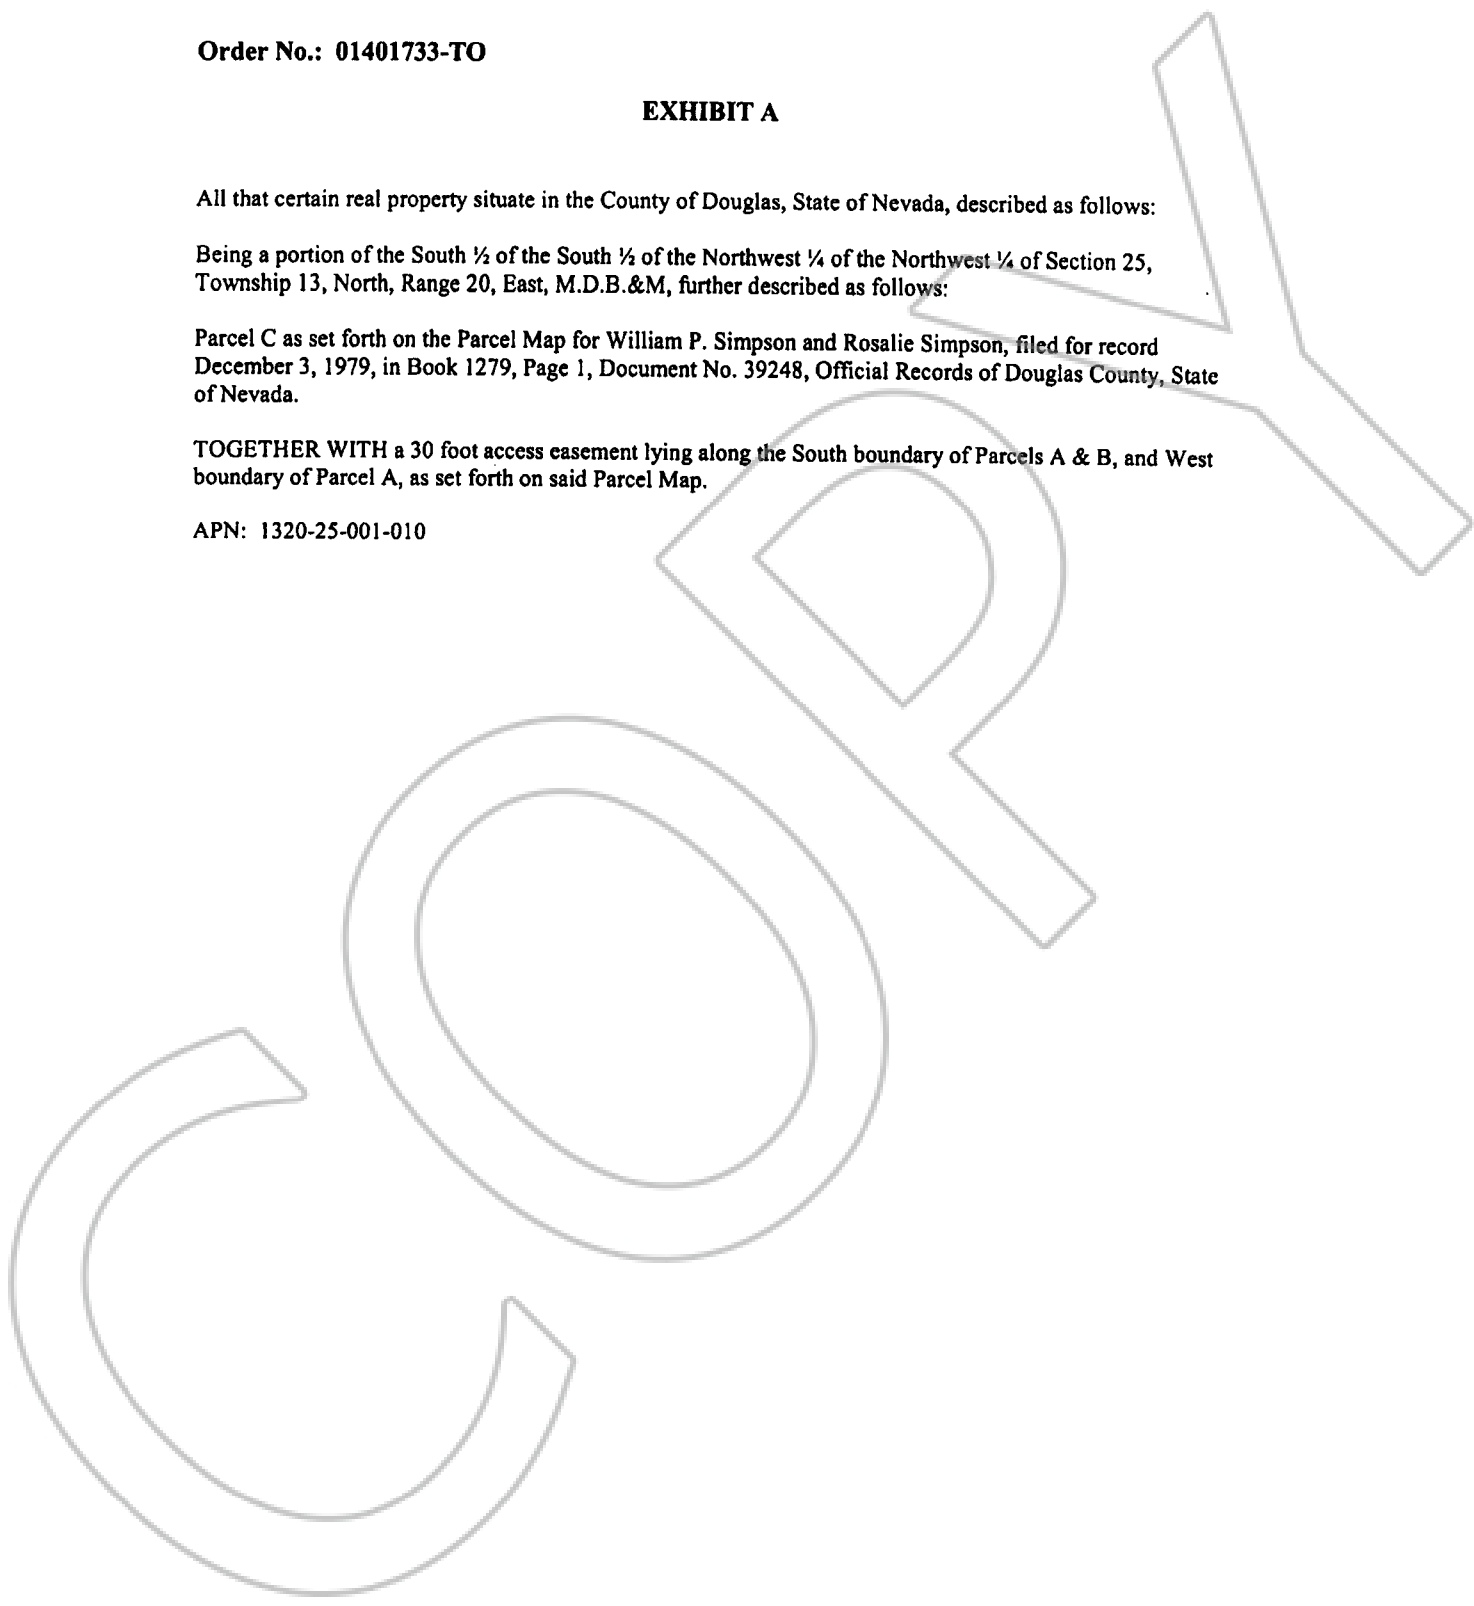 Order No.: 01401733-TO
EXHIBIT A
All that certain real property situate in the County of Douglas, State of Nevada, described as follows:
Being a portion of the South ½ of the South ½ of the Northwest ¼ of the Northwest ¼ of Section 25,
Township 13, North, Range 20, East, M.D.B.&M, further described as follows:
Parcel C as set forth on the Parcel Map for William P. Simpson and Rosalie Simpson, filed for record
December 3, 1979, in Book 1279, Page 1, Document No. 39248, Official Records of Douglas County, State
of Nevada.
TOGETHER WITH a 30 foot access easement lying along the South boundary of Parcels A & B, and West
boundary of Parcel A, as set forth on said Parcel Map.
APN: 1320-25-001-010
COPY